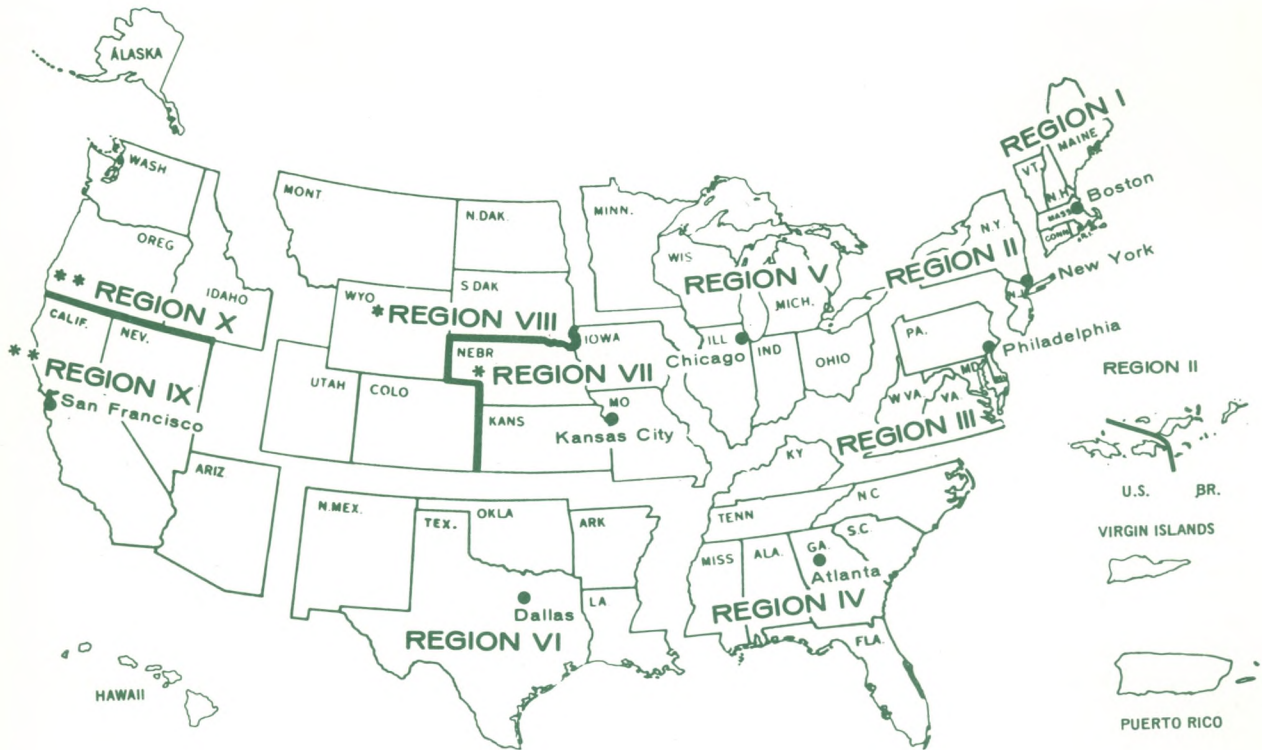 ALASKA
REGION I
MAINE
VT.
N.H.
Boston
MASS
CONN
R.I.
WASH
MONT
N.DAK.
MINN.
N.Y.
OREG
WIS
REGION V
REGION II
New York
N.J.
** REGION X
IDAHO
WYO
S DAK
MICH.
*REGION VIII
CALIF.
NEV.
NEBR
IOWA
ILL
IND
OHIO
PA.
Philadelphia
Chicago
**
REGION IX
* REGION VII
MD
REGION II
UTAH
COLO
San Francisco
MO
W VA.
VA.
KANS
Kansas City
REGION III
KY
ARIZ
U.S.
BR.
N.MEX.
TEX.
OKLA
ARK
TENN
N C
S.C
VIRGIN ISLANDS
MISS
ALA.
GA.
Atlanta
LA
Dallas
REGION IV
REGION VI
FLA.
HAWAII
PUERTO RICO